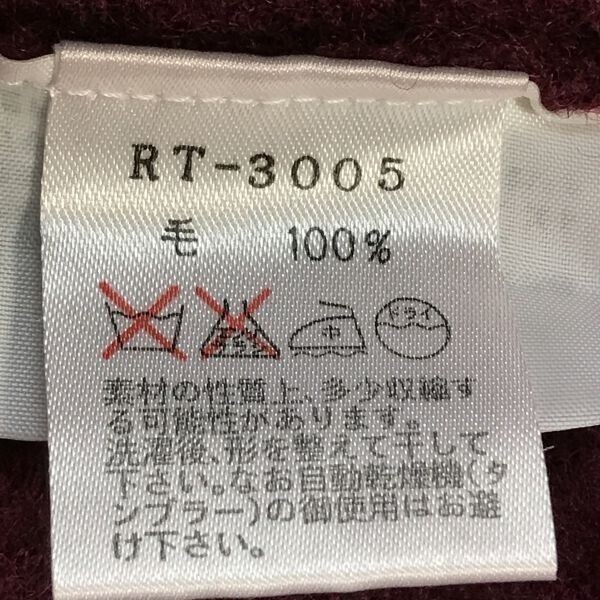 RT-3005
毛 100%
中 ドライ
素材の性質上、多少収縮す
る可能性があります。
洗濯後、形を整えて干して
下さい。なお自動乾燥機(タ
ンブラー)の御使用はお避
け下さい。